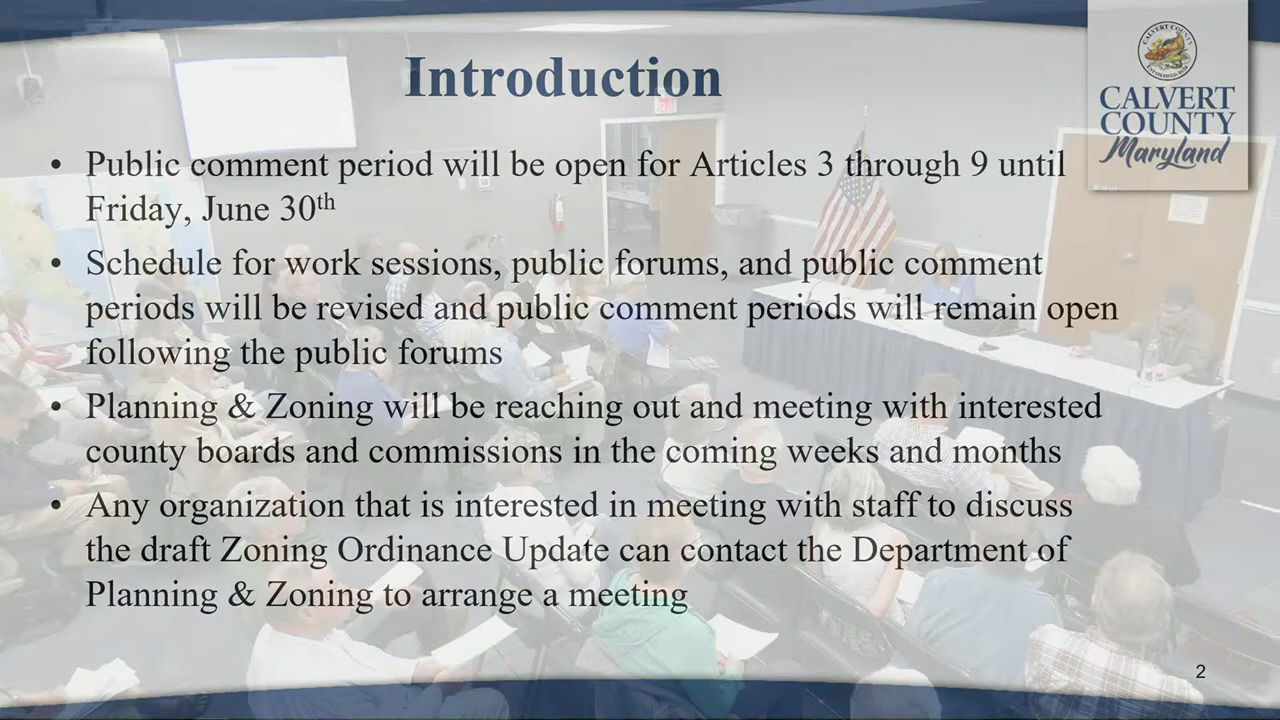 Introduction
CALVERT
COUNTY
Maryland
• Public comment period will be open for Articles 3 through 9 until
Friday, June 30th
• Schedule for work sessions, public forums, and public comment
periods will be revised and public comment periods will remain open
following the public forums
• Planning & Zoning will be reaching out and meeting with interested
county boards and commissions in the coming weeks and months
• Any organization that is interested in meeting with staff to discuss
the draft Zoning Ordinance Update can contact the Department of
Planning & Zoning to arrange a meeting
2